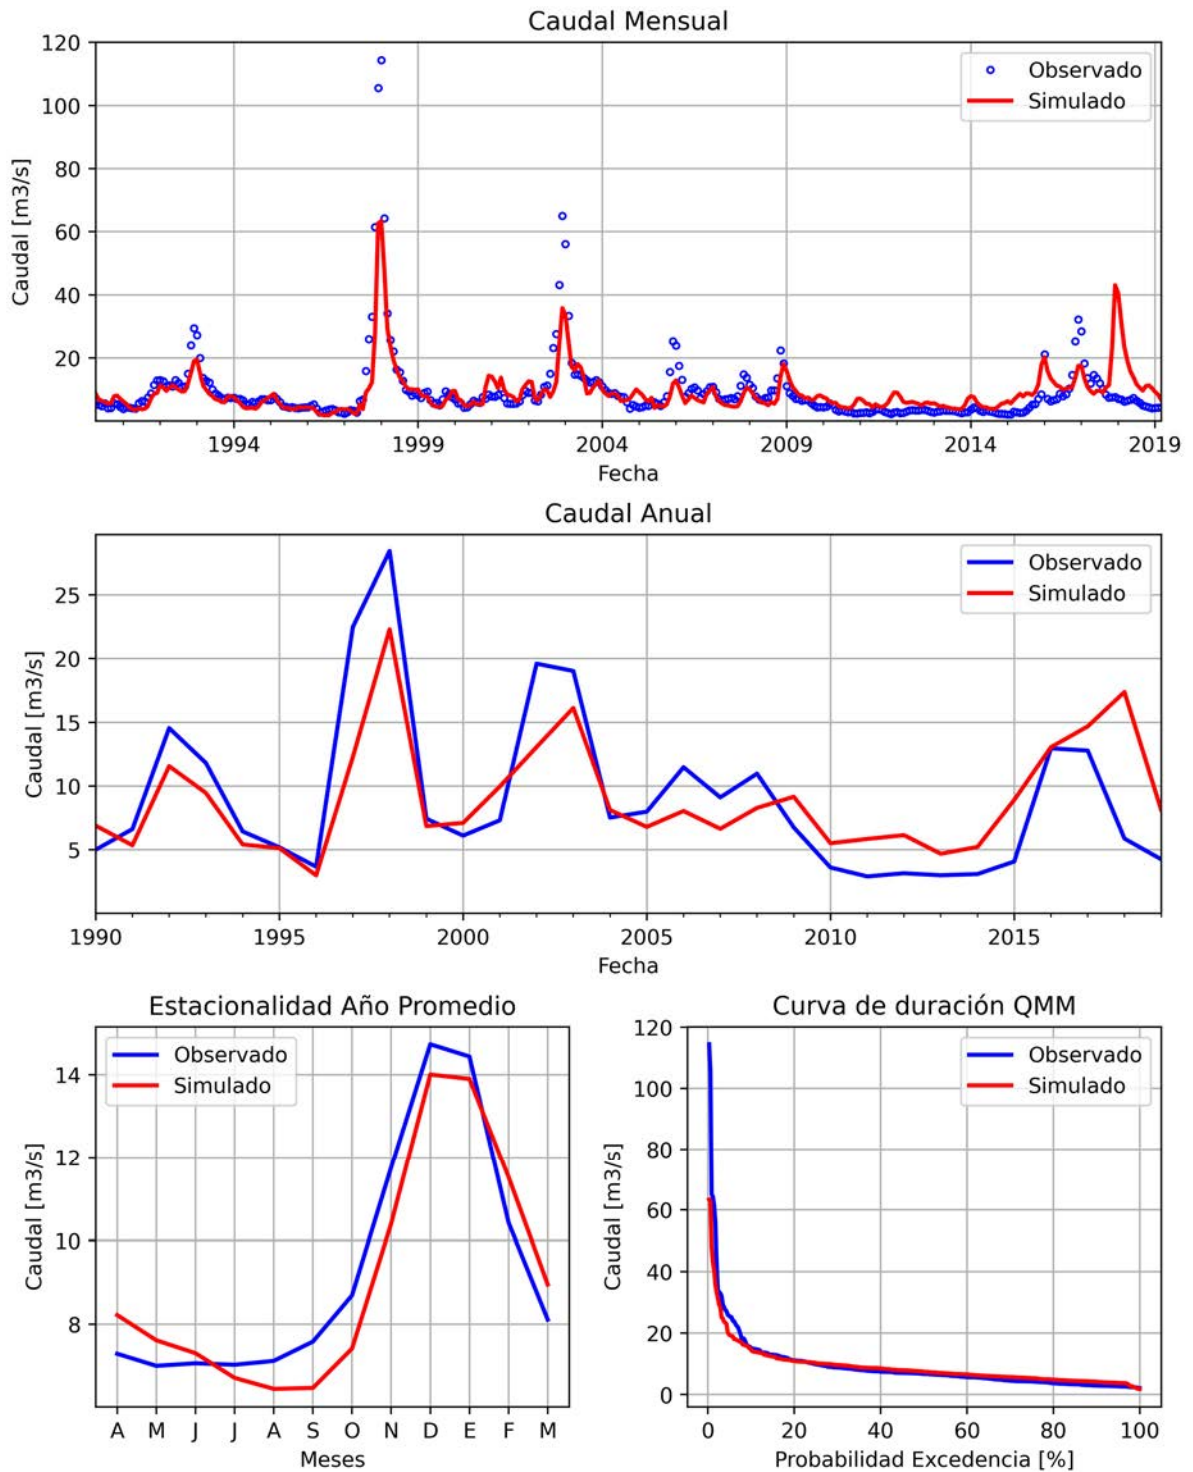 Caudal Mensual
Caudal [m3/s]
120
100
80
60
40
20
Observado
Simulado
1994
1999
2004
2009
2014
2019
Fecha
Caudal Anual
Caudal [m3/s]
25
20
15
10
5
Observado
Simulado
1990
1995
2000
2005
2010
2015
Fecha
Estacionalidad Año Promedio
Caudal [m3/s]
14
12
10
8
Observado
Simulado
A M J J A S O N D E F M
Meses
Curva de duración QMM
Caudal [m3/s]
120
100
80
60
40
20
0
Observado
Simulado
0 20 40 60 80 100
Probabilidad Excedencia [%]